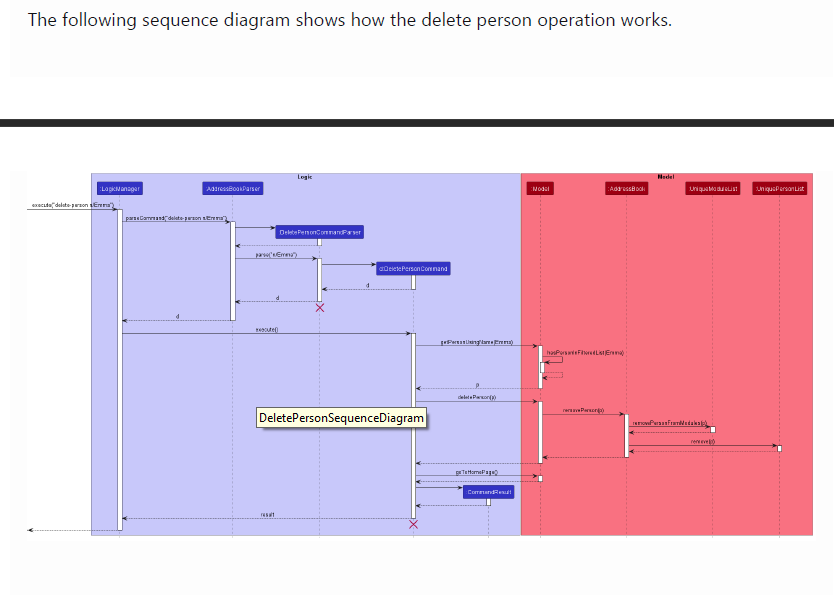 The following sequence diagram shows how the delete person operation works.
Logic
Model
:LogicManager
:AddressBookParser
:Model
:AddressBook
:UniqueModuleList
:UniquePersonList
execute("delete-person n/Emma")
parseCommand("delete-person n/Emma")
:DeletePersonCommandParser
parse("n/Emma")
d:DeletePersonCommand
d
d
d
execute()
getPersonUsingName(Emma)
hasPersonInFilteredList(Emma)
p
deletePerson(p)
removePerson(p)
DeletePersonSequenceDiagram
removePersonFromModules(p)
remove(p)
goToHomePage()
:CommandResult
result